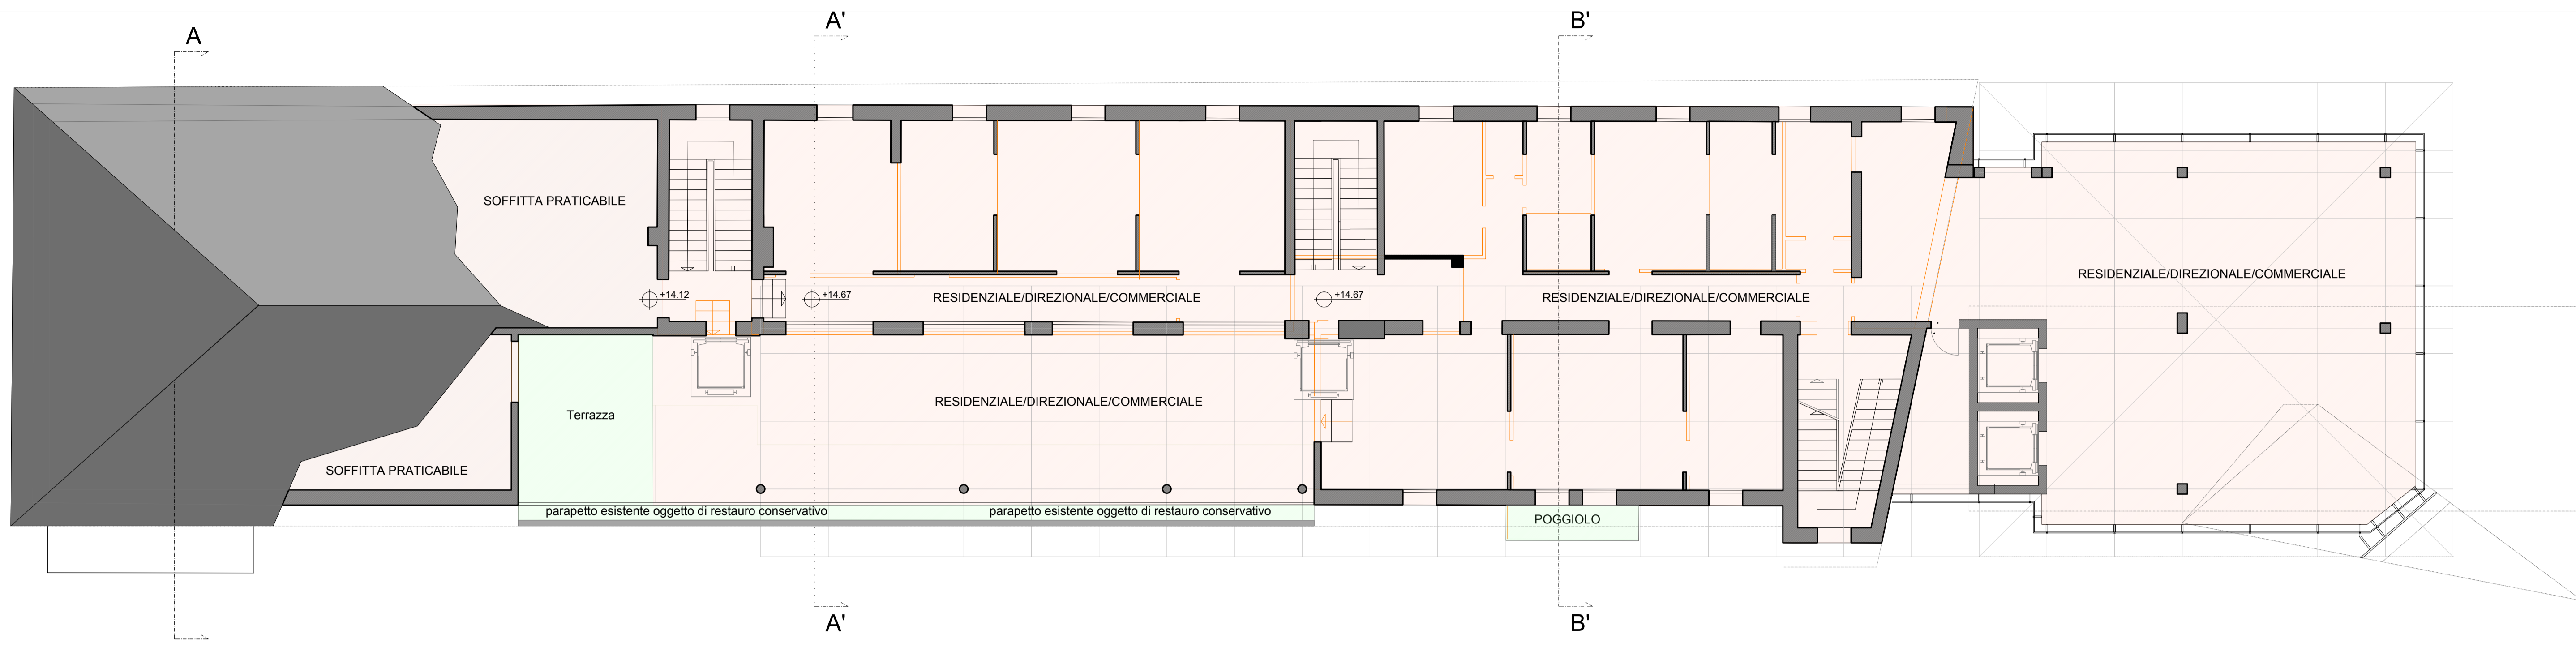 A
A'
B'
SOFFITTA PRATICABILE
+14.12
+14.67
RESIDENZIALE/DIREZIONALE/COMMERCIALE
+14.67
RESIDENZIALE/DIREZIONALE/COMMERCIALE
RESIDENZIALE/DIREZIONALE/COMMERCIALE
Terrazza
RESIDENZIALE/DIREZIONALE/COMMERCIALE
SOFFITTA PRATICABILE
parapetto esistente oggetto di restauro conservativo
parapetto esistente oggetto di restauro conservativo
POGGIOLO
A'
B'